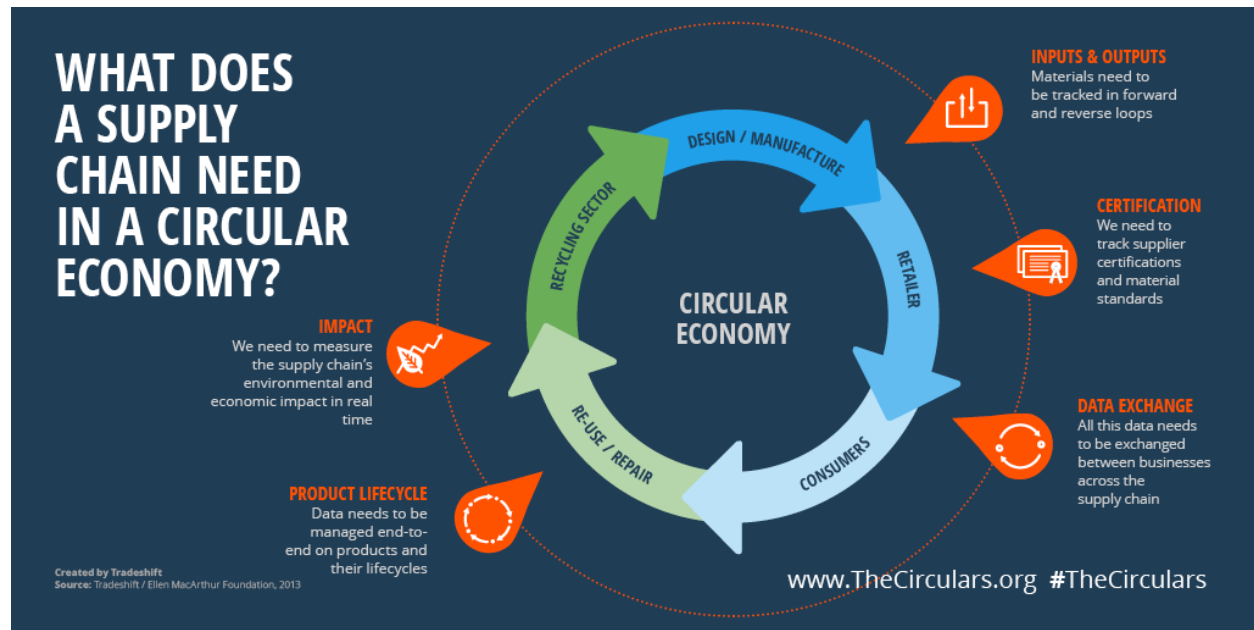 WHAT DOES
A SUPPLY
CHAIN NEED
IN A CIRCULAR
ECONOMY?
INPUTS & OUTPUTS
Materials need to
be tracked in forward
and reverse loops
CERTIFICATION
We need to
track supplier
certifications
and material
standards
DATA EXCHANGE
All this data needs
to be exchanged
between businesses
across the
supply chain
PRODUCT LIFECYCLE
Data needs to be
managed end-to-
end on products and
their lifecycles
IMPACT
We need to measure
the supply chain's
environmental and
economic impact in real
time
DESIGN / MANUFACTURE
RETAILER
CONSUMERS
RE-USE / REPAIR
RECYCLING SECTOR
CIRCULAR
ECONOMY
Created by Tradeshift
Source: Tradeshift / Ellen MacArthur Foundation, 2013
www.TheCirculars.org #TheCirculars